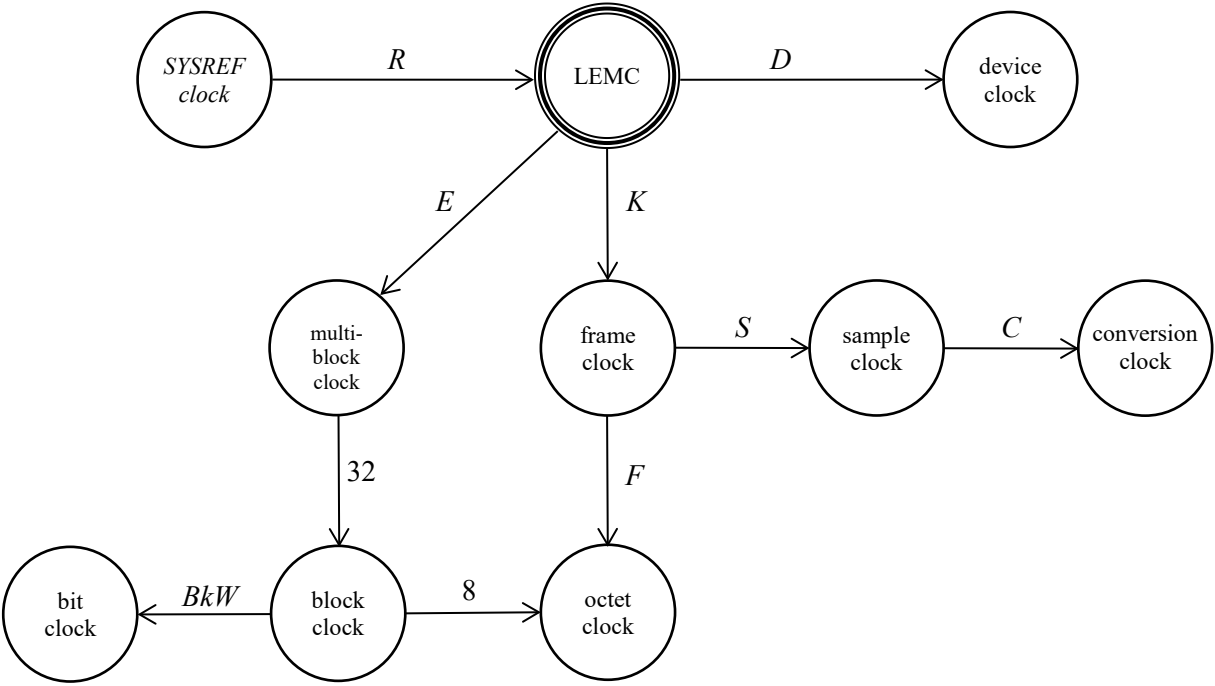 SYSREF
clock
R
LEMC
D
device
clock
E
K
multi-
block
clock
frame
clock
S
sample
clock
C
conversion
clock
32
F
bit
clock
BkW
block
clock
8
octet
clock